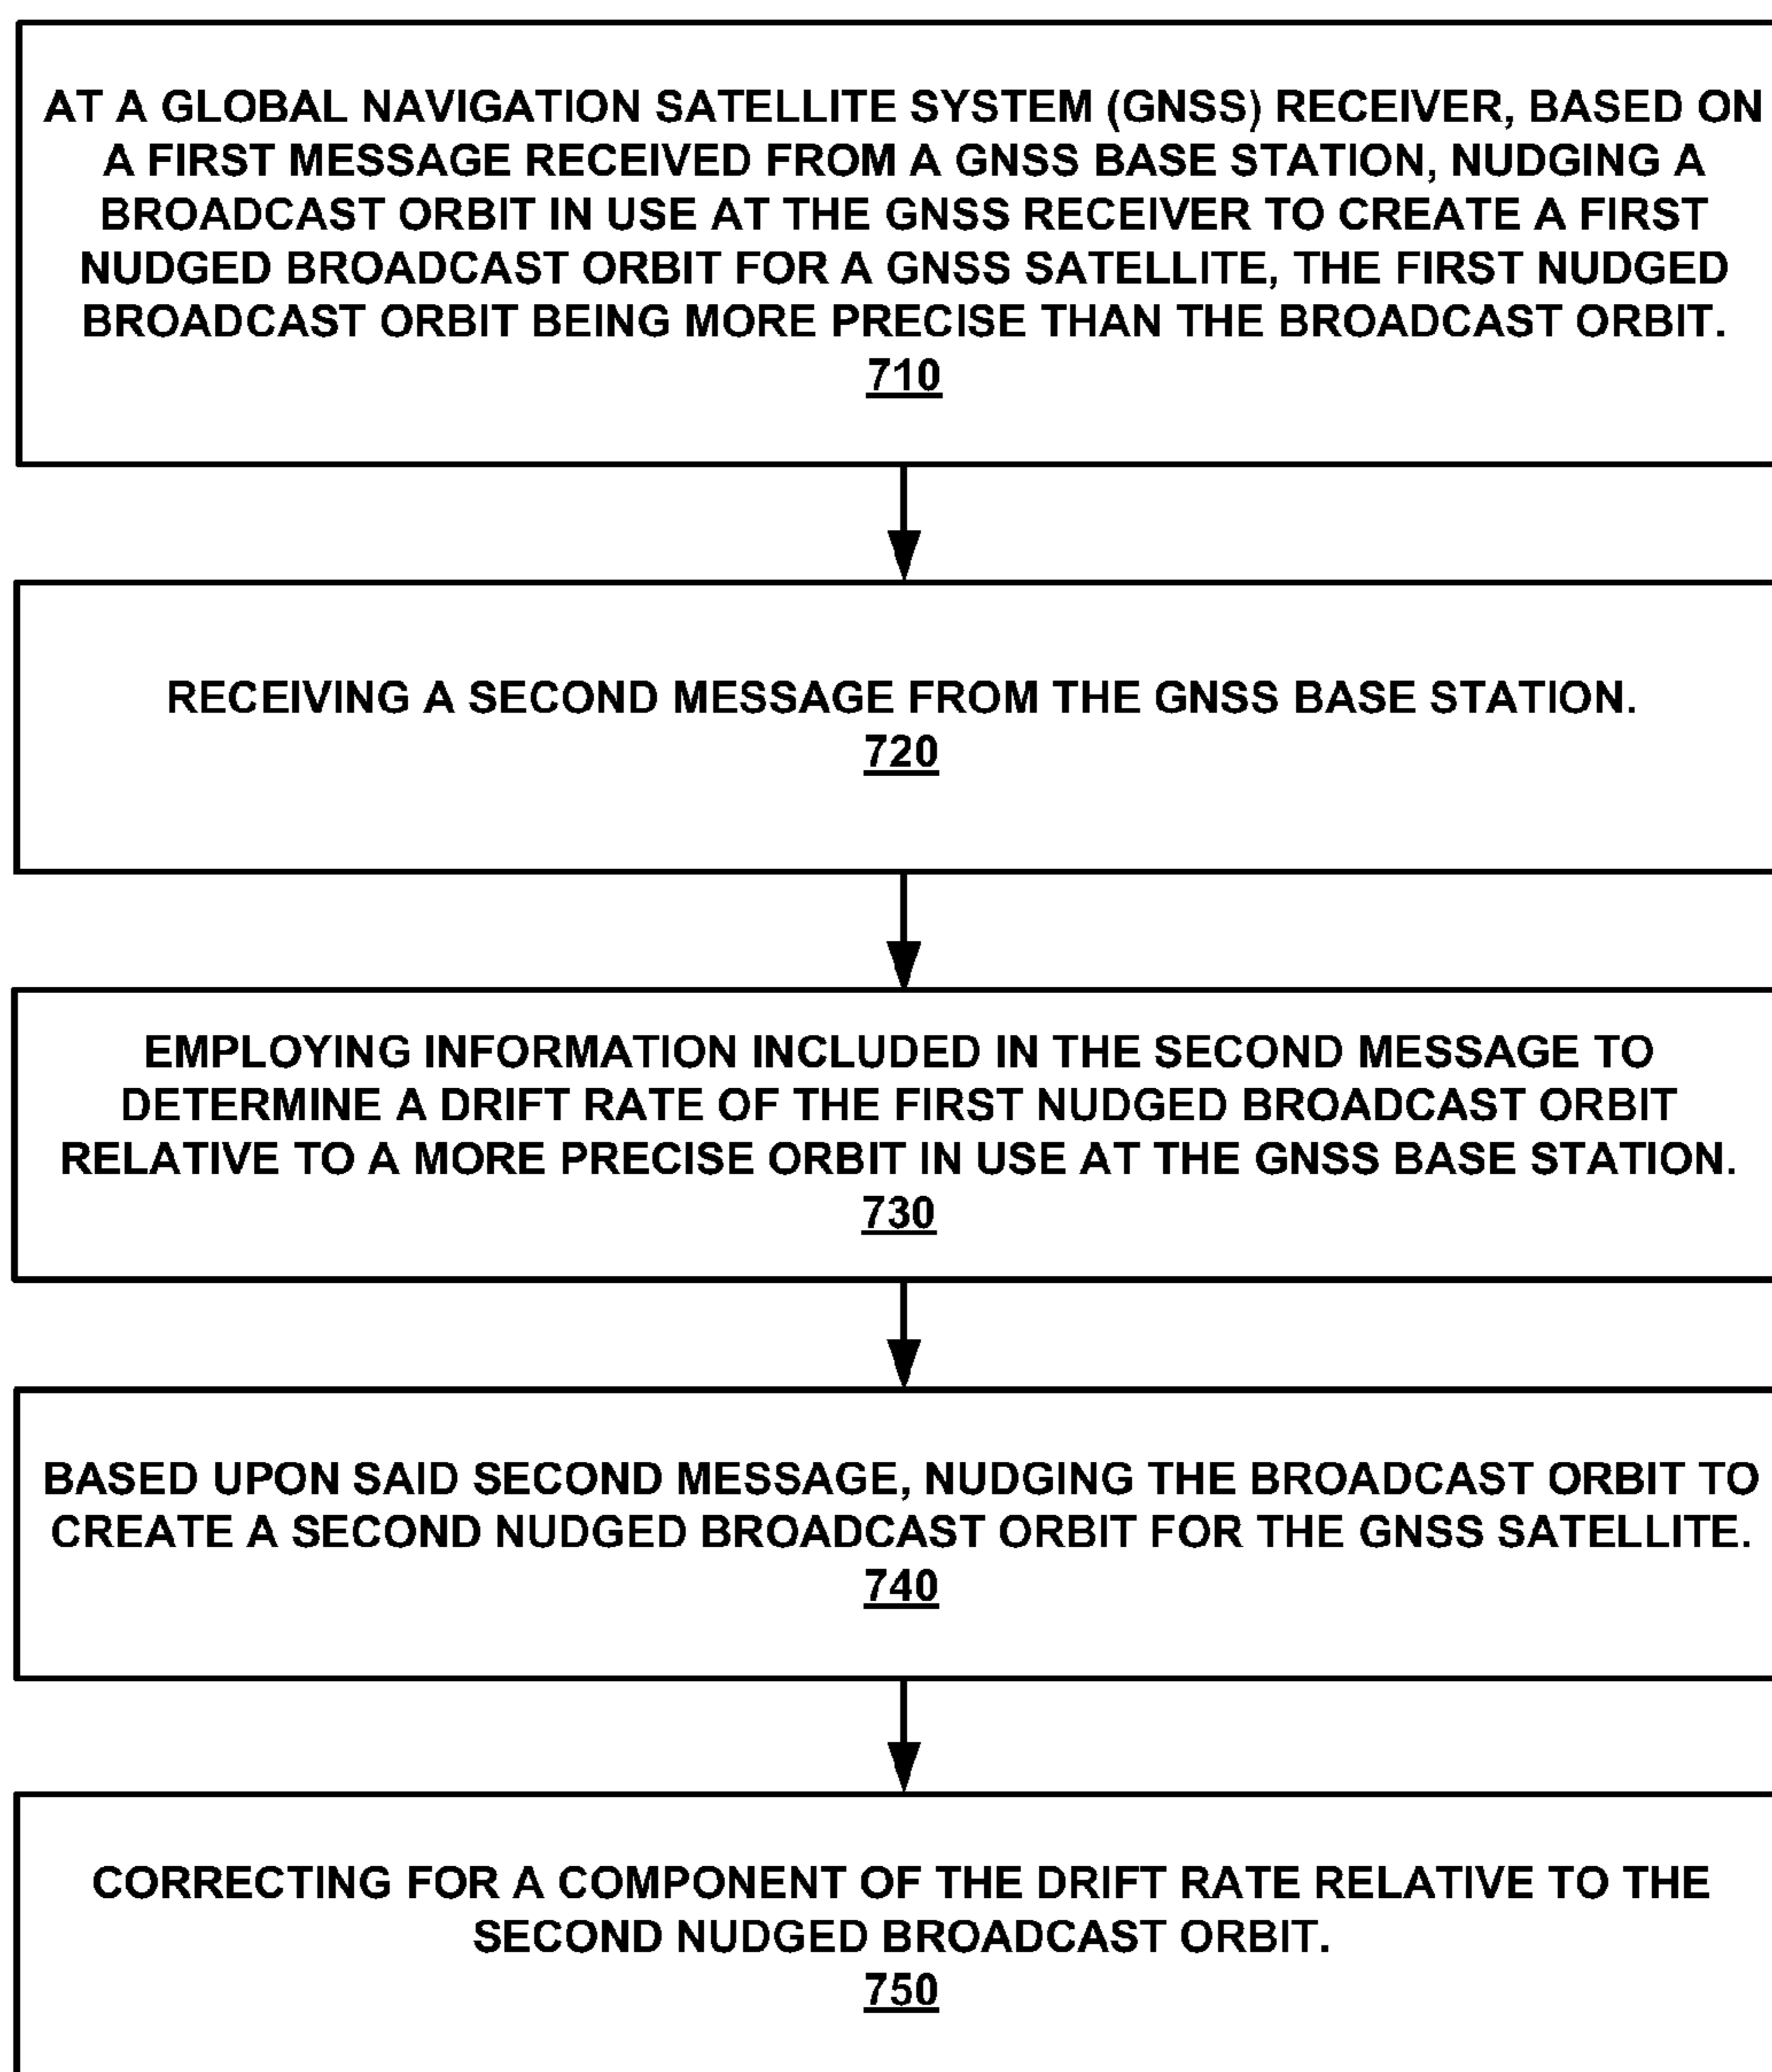 AT A GLOBAL NAVIGATION SATELLITE SYSTEM (GNSS) RECEIVER, BASED ON
A FIRST MESSAGE RECEIVED FROM A GNSS BASE STATION, NUDGING A
BROADCAST ORBIT IN USE AT THE GNSS RECEIVER TO CREATE A FIRST
NUDGED BROADCAST ORBIT FOR A GNSS SATELLITE, THE FIRST NUDGED
BROADCAST ORBIT BEING MORE PRECISE THAN THE BROADCAST ORBIT.
710
RECEIVING A SECOND MESSAGE FROM THE GNSS BASE STATION.
720
EMPLOYING INFORMATION INCLUDED IN THE SECOND MESSAGE TO
DETERMINE A DRIFT RATE OF THE FIRST NUDGED BROADCAST ORBIT
RELATIVE TO A MORE PRECISE ORBIT IN USE AT THE GNSS BASE STATION.
730
BASED UPON SAID SECOND MESSAGE, NUDGING THE BROADCAST ORBIT TO
CREATE A SECOND NUDGED BROADCAST ORBIT FOR THE GNSS SATELLITE.
740
CORRECTING FOR A COMPONENT OF THE DRIFT RATE RELATIVE TO THE
SECOND NUDGED BROADCAST ORBIT.
750